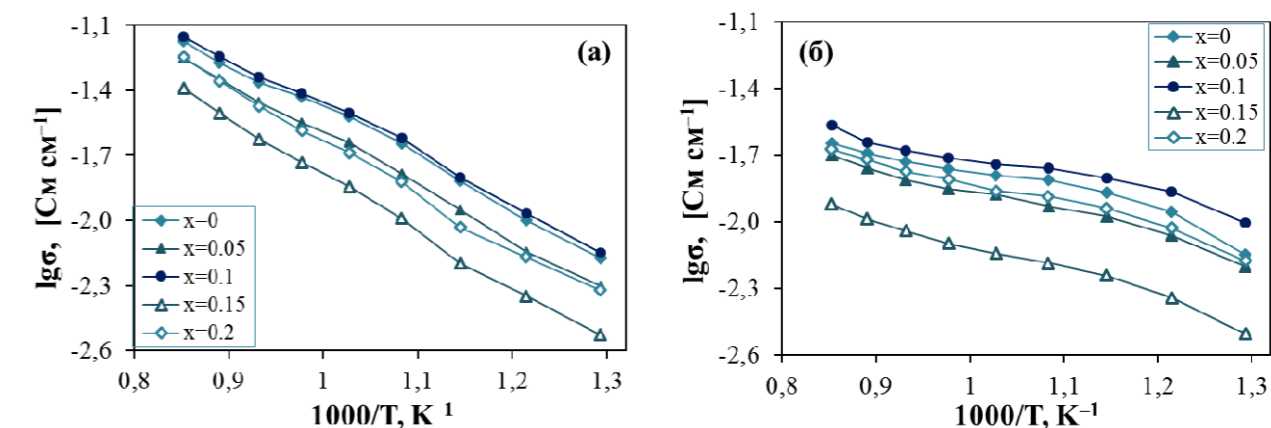 -1,1
-1,4
-1,7
-2,0
-2,3
-2,6
lgσ, [См см⁻¹]
(а)
x=0
x=0.05
x=0.1
x=0.15
x=0.2
0,8 0,9 1 1,1 1,2 1,3
1000/T, K⁻¹
-1,1
-1,4
-1,7
-2,0
-2,3
-2,6
lgσ, [См см⁻¹]
(б)
x=0
x=0.05
x=0.1
x=0.15
x=0.2
0,8 0,9 1 1,1 1,2 1,3
1000/T, K⁻¹